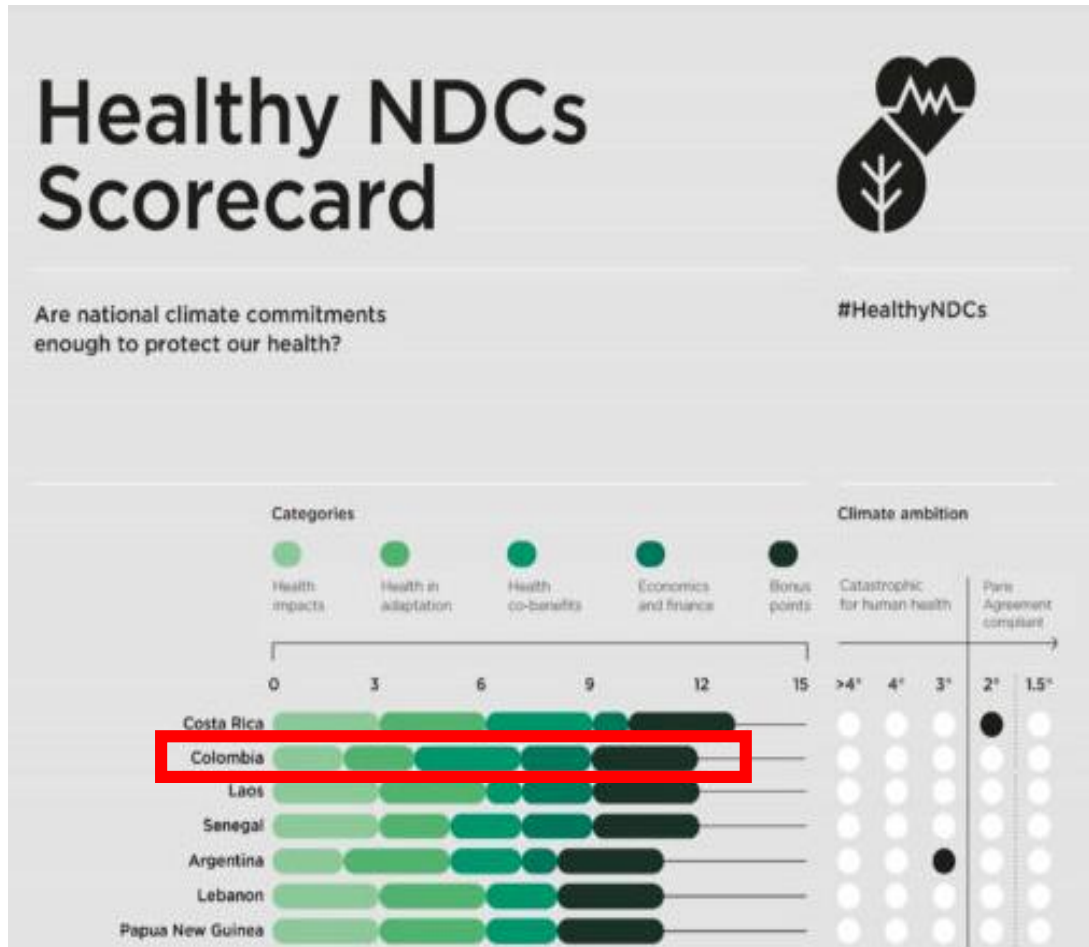 Healthy NDCs
Scorecard
Are national climate commitments
enough to protect our health?
#HealthyNDCs
Categories
Climate ambition
Health
impacts
Health in
adaptation
Health
co-benefits
Economics
and finance
Bonus
points
Catastrophic
for human health
Paris
Agreement
compliant
0 3 6 9 12 15 >4° 4° 3° 2° 1.5°
Costa Rica
Colombia
Laos
Senegal
Argentina
Lebanon
Papua New Guinea